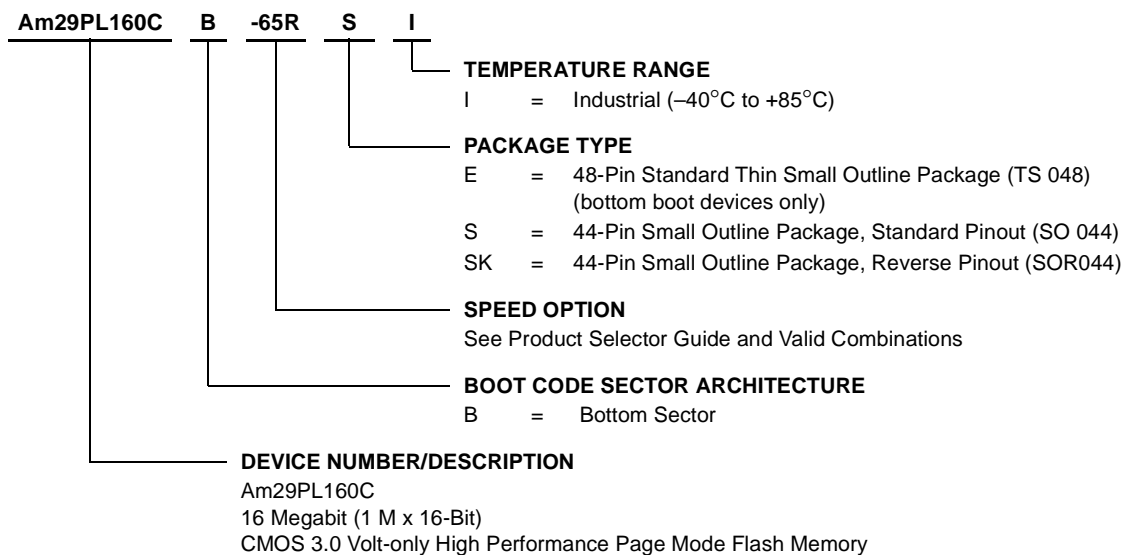 Am29PL160C B -65R S I
TEMPERATURE RANGE
I = Industrial (–40°C to +85°C)
PACKAGE TYPE
E = 48-Pin Standard Thin Small Outline Package (TS 048)
(bottom boot devices only)
S = 44-Pin Small Outline Package, Standard Pinout (SO 044)
SK = 44-Pin Small Outline Package, Reverse Pinout (SOR044)
SPEED OPTION
See Product Selector Guide and Valid Combinations
BOOT CODE SECTOR ARCHITECTURE
B = Bottom Sector
DEVICE NUMBER/DESCRIPTION
Am29PL160C
16 Megabit (1 M x 16-Bit)
CMOS 3.0 Volt-only High Performance Page Mode Flash Memory